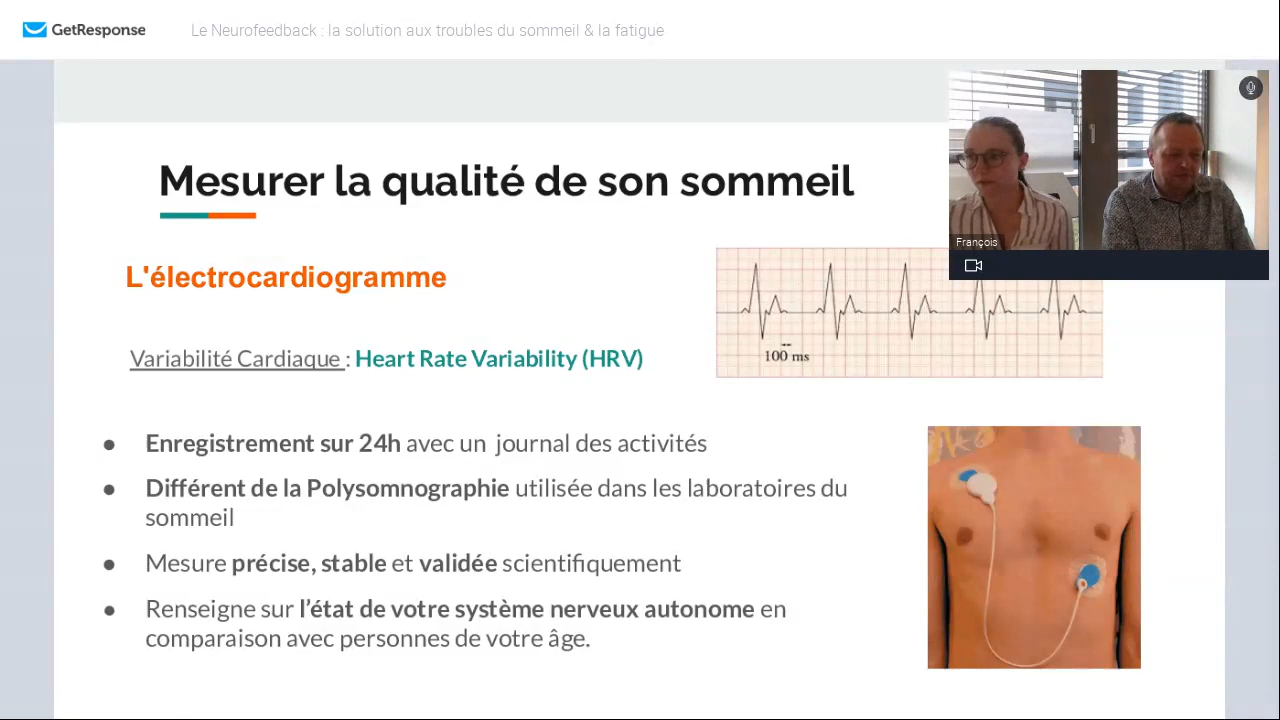 GetResponse
Le Neurofeedback : la solution aux troubles du sommeil & la fatigue
Mesurer la qualité de son sommeil
François
L'électrocardiogramme
100 ms
Variabilité Cardiaque : Heart Rate Variability (HRV)
● Enregistrement sur 24h avec un journal des activités
● Différent de la Polysomnographie utilisée dans les laboratoires du
sommeil
● Mesure précise, stable et validée scientifiquement
● Renseigne sur l’état de votre système nerveux autonome en
comparaison avec personnes de votre âge.